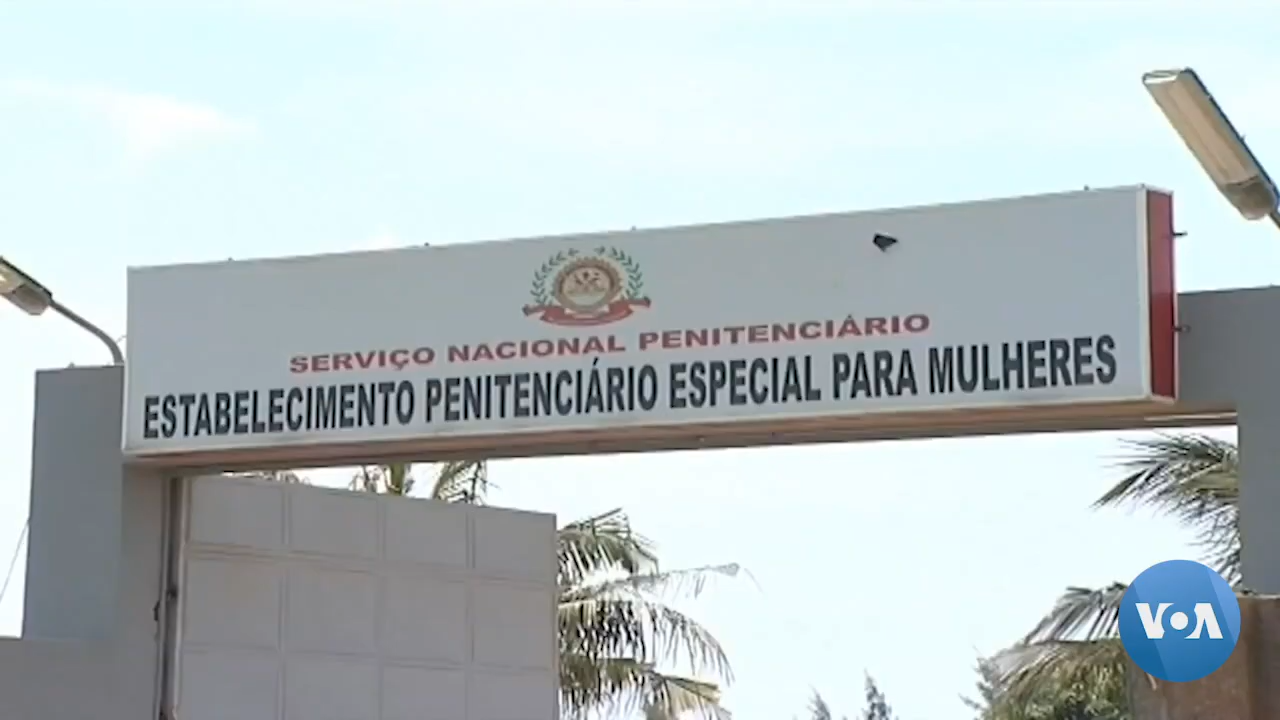 SERVIÇO NACIONAL PENITENCIÁRIO
ESTABELECIMENTO PENITENCIÁRIO ESPECIAL PARA MULHERES
VOA